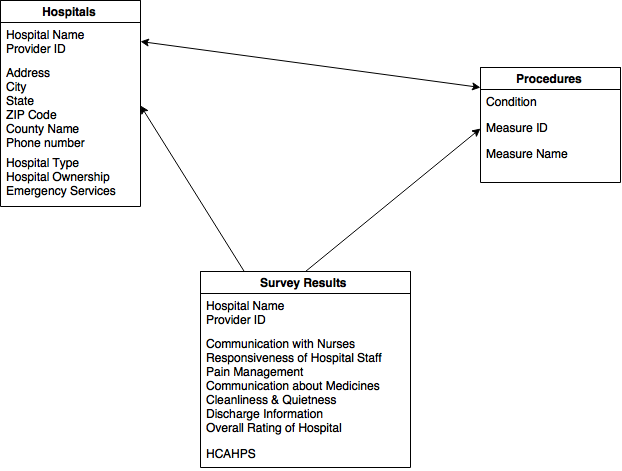 Hospitals
Hospital Name
Provider ID
Address
City
State
ZIP Code
County Name
Phone number
Hospital Type
Hospital Ownership
Emergency Services
Procedures
Condition
Measure ID
Measure Name
Survey Results
Hospital Name
Provider ID
Communication with Nurses
Responsiveness of Hospital Staff
Pain Management
Communication about Medicines
Cleanliness & Quietness
Discharge Information
Overall Rating of Hospital
HCAHPS